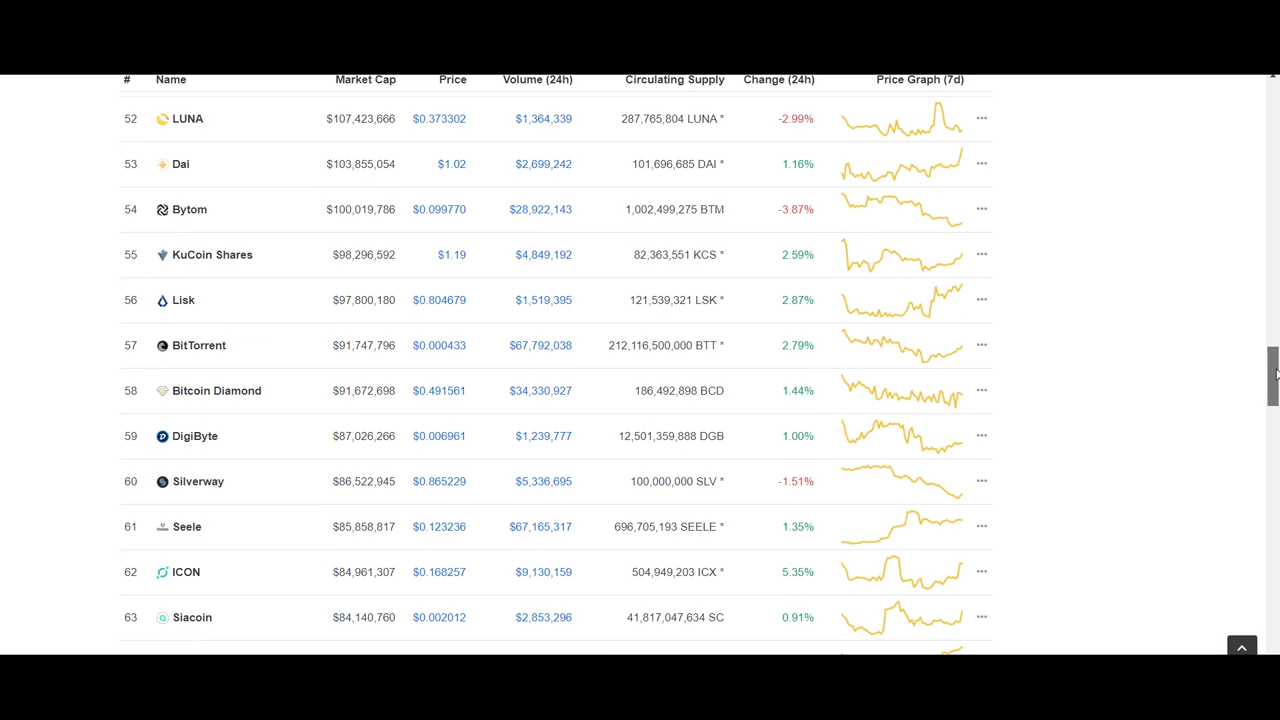 # Name Market Cap Price Volume (24h) Circulating Supply Change (24h) Price Graph (7d)
52 LUNA $107,423,666 $0.373302 $1,364,339 287,765,804 LUNA * -2.99%
53 Dai $103,855,054 $1.02 $2,699,242 101,696,685 DAI * 1.16%
54 Bytom $100,019,786 $0.099770 $28,922,143 1,002,499,275 BTM -3.87%
55 KuCoin Shares $98,296,592 $1.19 $4,849,192 82,363,551 KCS * 2.59%
56 Lisk $97,800,180 $0.804679 $1,519,395 121,539,321 LSK * 2.87%
57 BitTorrent $91,747,796 $0.000433 $67,792,038 212,116,500,000 BTT * 2.79%
58 Bitcoin Diamond $91,672,698 $0.491561 $34,330,927 186,492,898 BCD 1.44%
59 DigiByte $87,026,266 $0.006961 $1,239,777 12,501,359,888 DGB 1.00%
60 Silverway $86,522,945 $0.865229 $5,336,695 100,000,000 SLV * -1.51%
61 Seele $85,858,817 $0.123236 $67,165,317 696,705,193 SEELE * 1.35%
62 ICON $84,961,307 $0.168257 $9,130,159 504,949,203 ICX * 5.35%
63 Siacoin $84,140,760 $0.002012 $2,853,296 41,817,047,634 SC 0.91%